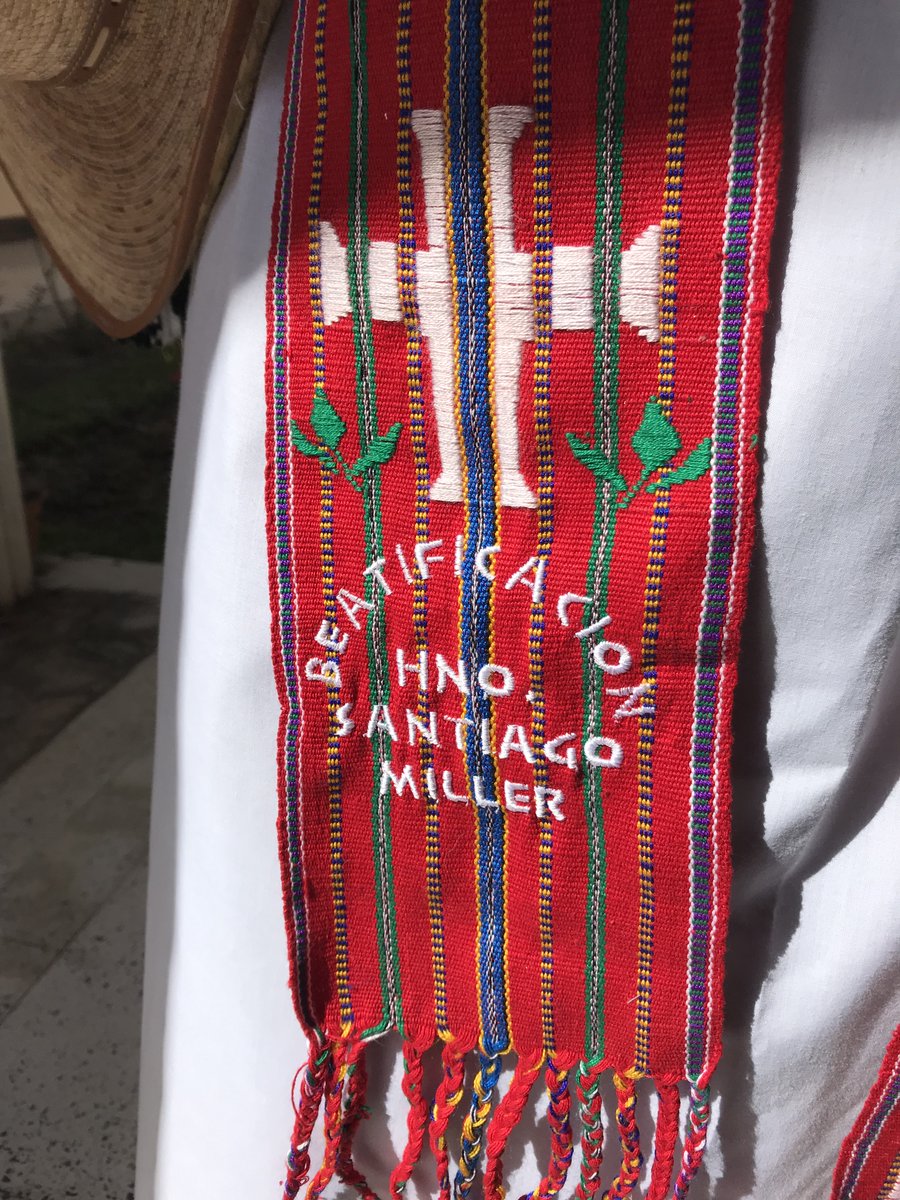 BEATIFICACION
HNO.
SANTIAGO
MILLER